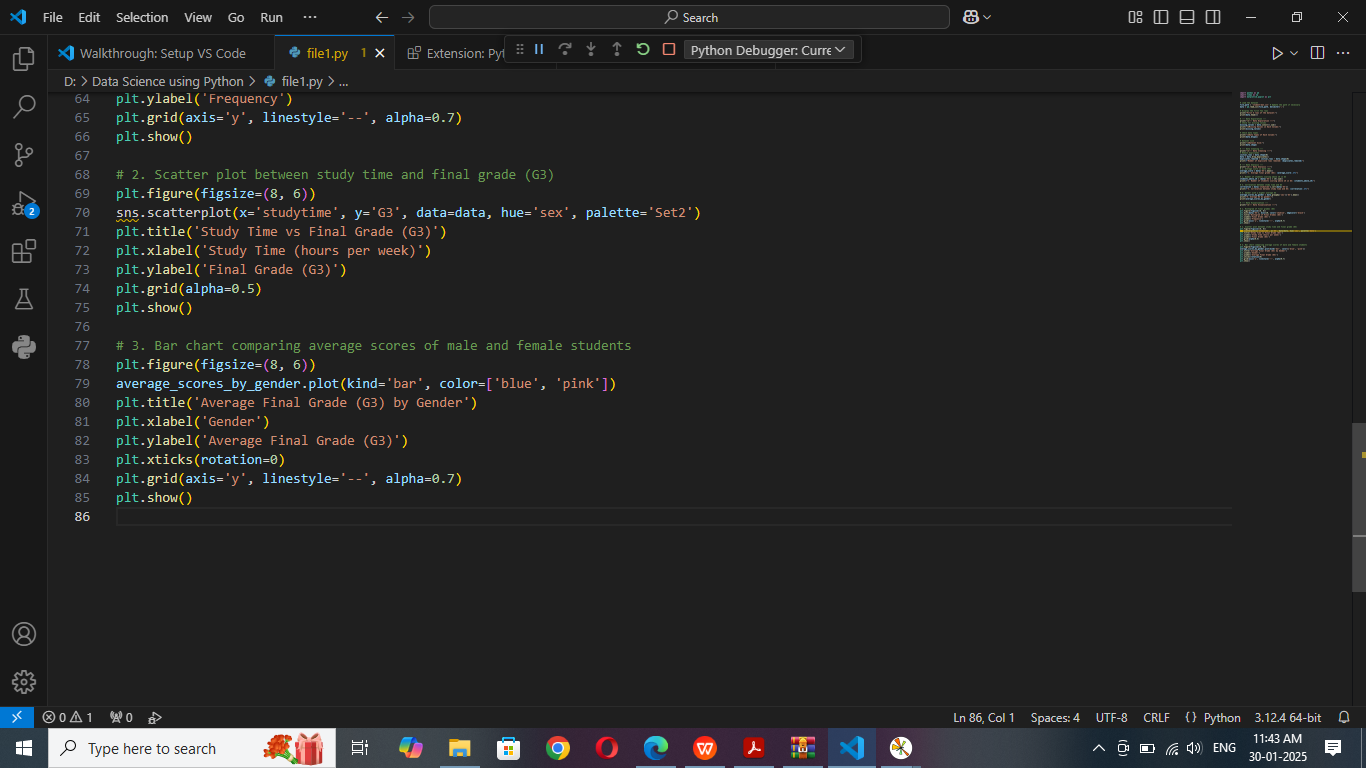 File Edit Selection View Go Run ··· Search
Walkthrough: Setup VS Code file1.py 1 Extension: Pyt Python Debugger: Curre
D: > Data Science using Python > file1.py > ...
64 plt.ylabel('Frequency')
65 plt.grid(axis='y', linestyle='--', alpha=0.7)
66 plt.show()
67
68 # 2. Scatter plot between study time and final grade (G3)
69 plt.figure(figsize=(8, 6))
70 sns.scatterplot(x='studytime', y='G3', data=data, hue='sex', palette='Set2')
71 plt.title('Study Time vs Final Grade (G3)')
72 plt.xlabel('Study Time (hours per week)')
73 plt.ylabel('Final Grade (G3)')
74 plt.grid(alpha=0.5)
75 plt.show()
76
77 # 3. Bar chart comparing average scores of male and female students
78 plt.figure(figsize=(8, 6))
79 average_scores_by_gender.plot(kind='bar', color=['blue', 'pink'])
80 plt.title('Average Final Grade (G3) by Gender')
81 plt.xlabel('Gender')
82 plt.ylabel('Average Final Grade (G3)')
83 plt.xticks(rotation=0)
84 plt.grid(axis='y', linestyle='--', alpha=0.7)
85 plt.show()
86
2
0 1 0 Ln 86, Col 1 Spaces: 4 UTF-8 CRLF {} Python 3.12.4 64-bit
Type here to search ENG 11:43 AM
30-01-2025